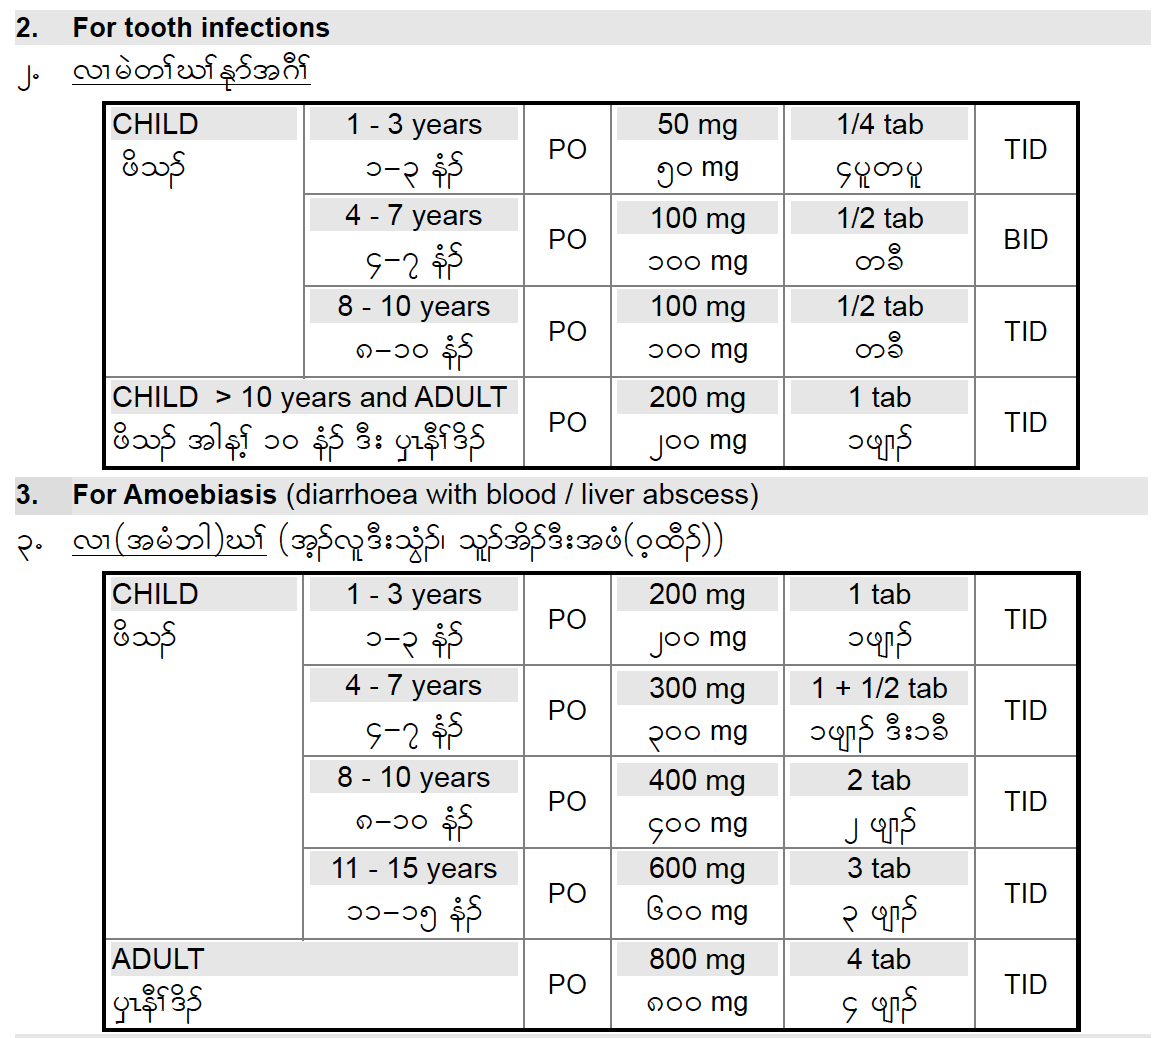 2. For tooth infections
၂. လၢမဲတၢ်ဃၢ်နုာ်အဂီၢ်
CHILD
ဖိသၣ်
1 - 3 years
၁–၃ နံၣ်
PO
50 mg
၅၀ mg
1/4 tab
၄ပူတပူ
TID
4 - 7 years
၄–၇ နံၣ်
PO
100 mg
၁၀၀ mg
1/2 tab
တခီ
BID
8 - 10 years
၈–၁၀ နံၣ်
PO
100 mg
၁၀၀ mg
1/2 tab
တခီ
TID
CHILD > 10 years and ADULT
ဖိသၣ် အါန့ၢ် ၁၀ နံၣ် ဒီး ပှၤနီၢ်ဒိၣ်
PO
200 mg
၂၀၀ mg
1 tab
၁ဖျၢၣ်
TID
3. For Amoebiasis (diarrhoea with blood / liver abscess)
၃. လၢ(အမံဘါ)ဃၢ် (အ့ၣ်လူဒီးသွံၣ်၊ သူၣ်အိၣ်ဒီးအဖံ(ဝ့ထီၣ်))
CHILD
ဖိသၣ်
1 - 3 years
၁–၃ နံၣ်
PO
200 mg
၂၀၀ mg
1 tab
၁ဖျၢၣ်
TID
4 - 7 years
၄–၇ နံၣ်
PO
300 mg
၃၀၀ mg
1 + 1/2 tab
၁ဖျၢၣ် ဒီး၁ခီ
TID
8 - 10 years
၈–၁၀ နံၣ်
PO
400 mg
၄၀၀ mg
2 tab
၂ ဖျၢၣ်
TID
11 - 15 years
၁၁–၁၅ နံၣ်
PO
600 mg
၆၀၀ mg
3 tab
၃ ဖျၢၣ်
TID
ADULT
ပှၤနီၢ်ဒိၣ်
PO
800 mg
၈၀၀ mg
4 tab
၄ ဖျၢၣ်
TID